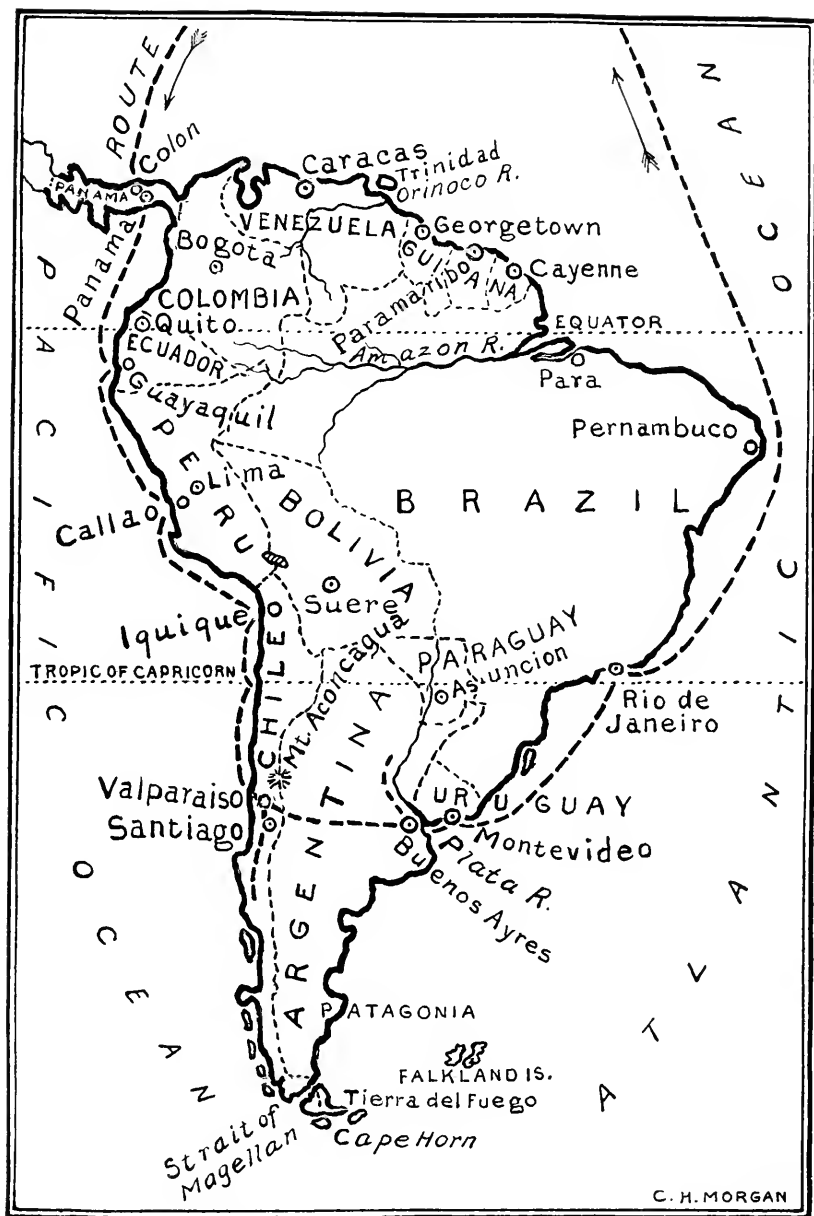 ROUTE
Colon
PANAMA
Panama
Caracas
Trinidad
Orinoco R.
VENEZUELA
Georgetown
GUIANA
Cayenne
Paramaribo
Bogota
COLOMBIA
Quito
EQUATOR
ECUADOR
Amazon R.
Para
Guayaquil
Pernambuco
PERU
Lima
BRAZIL
Callao
BOLIVIA
Suere
Iquique
CHILE
PARAGUAY
Asuncion
TROPIC OF CAPRICORN
Mt. Aconcagua
Rio de
Janeiro
ARGENTINA
Valparaiso
Santiago
URUGUAY
Montevideo
Plata R.
Buenos Ayres
PATAGONIA
FALKLAND IS.
Tierra del Fuego
Strait of
Magellan
Cape Horn
PACIFIC OCEAN
ATLANTIC OCEAN
C. H. MORGAN